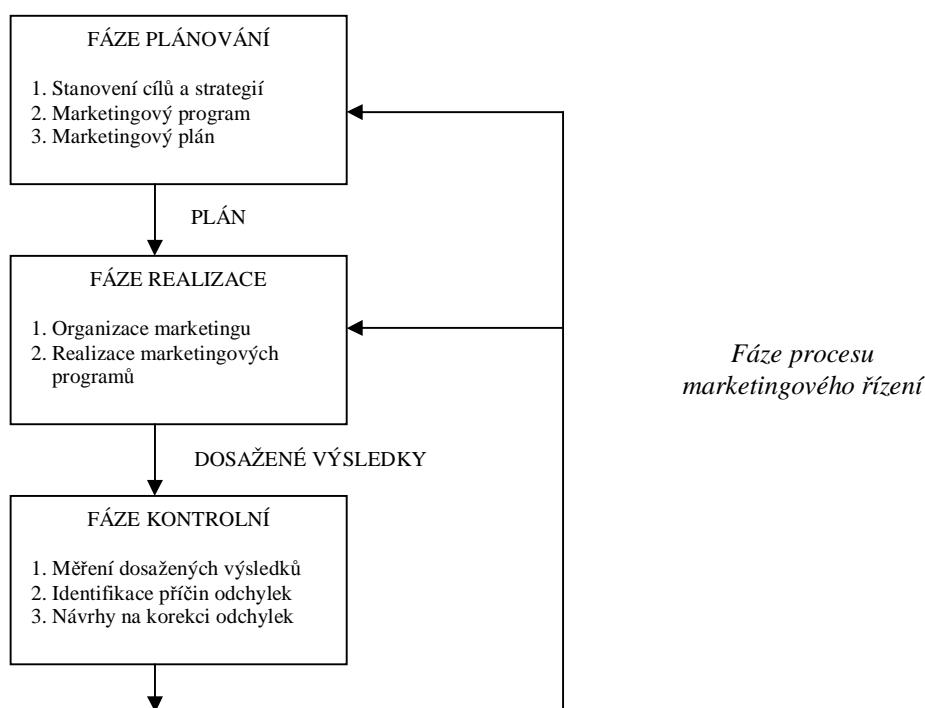 FÁZE PLÁNOVÁNÍ
1. Stanovení cílů a strategií
2. Marketingový program
3. Marketingový plán
PLÁN
FÁZE REALIZACE
1. Organizace marketingu
2. Realizace marketingových
programů
Fáze procesu
marketingového řízení
DOSAŽENÉ VÝSLEDKY
FÁZE KONTROLNÍ
1. Měření dosažených výsledků
2. Identifikace příčin odchylek
3. Návrhy na korekci odchylek